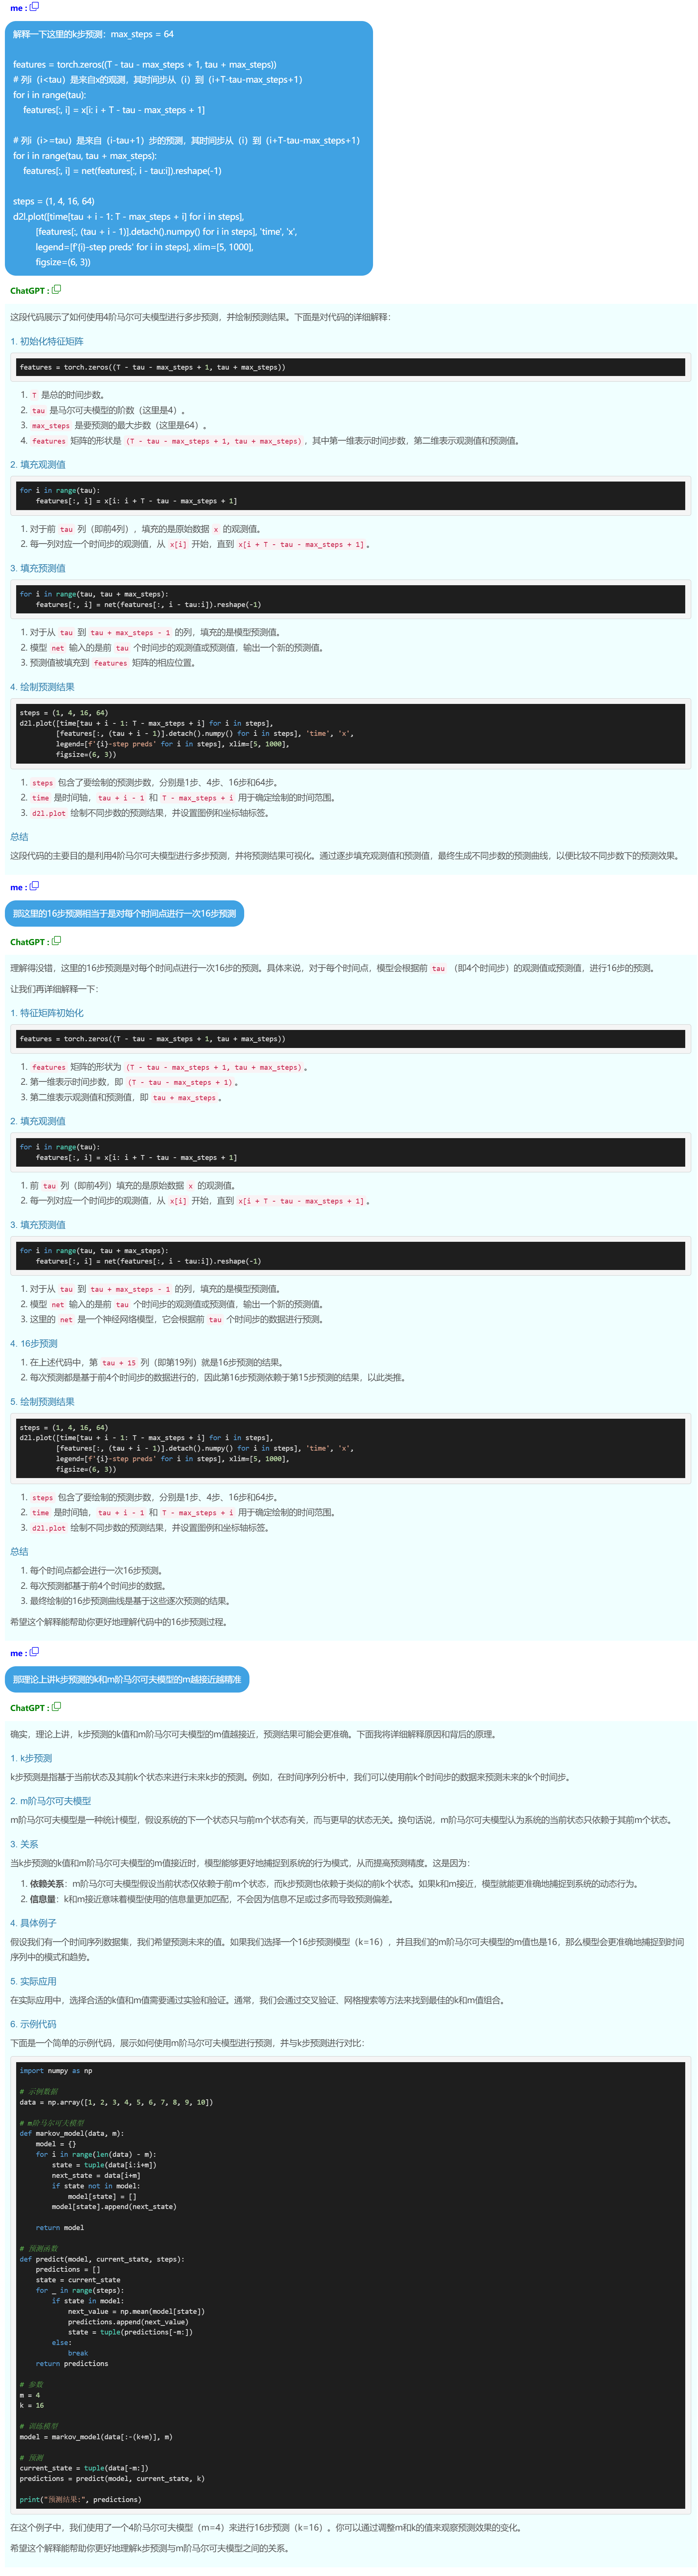 me :
解释一下这里的k步预测：max_steps = 64
features = torch.zeros((T - tau - max_steps + 1, tau + max_steps))
# 列i（i<tau）是来自x的观测，其时间步从（i）到（i+T-tau-max_steps+1）
for i in range(tau):
    features[:, i] = x[i: i + T - tau - max_steps + 1]
# 列i（i>=tau）是来自（i-tau+1）步的预测，其时间步从（i）到（i+T-tau-max_steps+1）
for i in range(tau, tau + max_steps):
    features[:, i] = net(features[:, i - tau:i]).reshape(-1)
steps = (1, 4, 16, 64)
d2l.plot([time[tau + i - 1: T - max_steps + i] for i in steps],
         [features[:, (tau + i - 1)].detach().numpy() for i in steps], 'time', 'x',
         legend=[f'{i}-step preds' for i in steps], xlim=[5, 1000],
         figsize=(6, 3))
ChatGPT :
这段代码展示了如何使用4阶马尔可夫模型进行多步预测，并绘制预测结果。下面是对代码的详细解释：
1. 初始化特征矩阵
features = torch.zeros((T - tau - max_steps + 1, tau + max_steps))
1. T 是总的时间步数。
2. tau 是马尔可夫模型的阶数（这里是4）。
3. max_steps 是要预测的最大步数（这里是64）。
4. features 矩阵的形状是 (T - tau - max_steps + 1, tau + max_steps)，其中第一维表示时间步数，第二维表示观测值和预测值。
2. 填充观测值
for i in range(tau):
    features[:, i] = x[i: i + T - tau - max_steps + 1]
1. 对于前 tau 列（即前4列），填充的是原始数据 x 的观测值。
2. 每一列对应一个时间步的观测值，从 x[i] 开始，直到 x[i + T - tau - max_steps + 1]。
3. 填充预测值
for i in range(tau, tau + max_steps):
    features[:, i] = net(features[:, i - tau:i]).reshape(-1)
1. 对于从 tau 到 tau + max_steps - 1 的列，填充的是模型预测值。
2. 模型 net 输入的是前 tau 个时间步的观测值或预测值，输出一个新的预测值。
3. 预测值被填充到 features 矩阵的相应位置。
4. 绘制预测结果
steps = (1, 4, 16, 64)
d2l.plot([time[tau + i - 1: T - max_steps + i] for i in steps],
         [features[:, (tau + i - 1)].detach().numpy() for i in steps], 'time', 'x',
         legend=[f'{i}-step preds' for i in steps], xlim=[5, 1000],
         figsize=(6, 3))
1. steps 包含了要绘制的预测步数，分别是1步、4步、16步和64步。
2. time 是时间轴，tau + i - 1 和 T - max_steps + i 用于确定绘制的时间范围。
3. d2l.plot 绘制不同步数的预测结果，并设置图例和坐标轴标签。
总结
这段代码的主要目的是利用4阶马尔可夫模型进行多步预测，并将预测结果可视化。通过逐步填充观测值和预测值，最终生成不同步数的预测曲线，以便比较不同步数下的预测效果。
me :
那这里的16步预测相当于是对每个时间点进行一次16步预测
ChatGPT :
理解得没错，这里的16步预测是对每个时间点进行一次16步的预测。具体来说，对于每个时间点，模型会根据前 tau （即4个时间步）的观测值或预测值，进行16步的预测。
让我们再详细解释一下：
1. 特征矩阵初始化
features = torch.zeros((T - tau - max_steps + 1, tau + max_steps))
1. features 矩阵的形状为 (T - tau - max_steps + 1, tau + max_steps)。
2. 第一维表示时间步数，即 (T - tau - max_steps + 1)。
3. 第二维表示观测值和预测值，即 tau + max_steps。
2. 填充观测值
for i in range(tau):
    features[:, i] = x[i: i + T - tau - max_steps + 1]
1. 前 tau 列（即前4列）填充的是原始数据 x 的观测值。
2. 每一列对应一个时间步的观测值，从 x[i] 开始，直到 x[i + T - tau - max_steps + 1]。
3. 填充预测值
for i in range(tau, tau + max_steps):
    features[:, i] = net(features[:, i - tau:i]).reshape(-1)
1. 对于从 tau 到 tau + max_steps - 1 的列，填充的是模型预测值。
2. 模型 net 输入的是前 tau 个时间步的观测值或预测值，输出一个新的预测值。
3. 这里的 net 是一个神经网络模型，它会根据前 tau 个时间步的数据进行预测。
4. 16步预测
1. 在上述代码中，第 tau + 15 列（即第19列）就是16步预测的结果。
2. 每次预测都是基于前4个时间步的数据进行的，因此第16步预测依赖于第15步预测的结果，以此类推。
5. 绘制预测结果
steps = (1, 4, 16, 64)
d2l.plot([time[tau + i - 1: T - max_steps + i] for i in steps],
         [features[:, (tau + i - 1)].detach().numpy() for i in steps], 'time', 'x',
         legend=[f'{i}-step preds' for i in steps], xlim=[5, 1000],
         figsize=(6, 3))
1. steps 包含了要绘制的预测步数，分别是1步、4步、16步和64步。
2. time 是时间轴，tau + i - 1 和 T - max_steps + i 用于确定绘制的时间范围。
3. d2l.plot 绘制不同步数的预测结果，并设置图例和坐标轴标签。
总结
1. 每个时间点都会进行一次16步预测。
2. 每次预测都基于前4个时间步的数据。
3. 最终绘制的16步预测曲线是基于这些逐次预测的结果。
希望这个解释能帮助你更好地理解代码中的16步预测过程。
me :
那理论上讲k步预测的k和m阶马尔可夫模型的m越接近越精准
ChatGPT :
确实，理论上讲，k步预测的k值和m阶马尔可夫模型的m值越接近，预测结果可能会更准确。下面我将详细解释原因和背后的原理。
1. k步预测
k步预测是指基于当前状态及其前k个状态来进行未来k步的预测。例如，在时间序列分析中，我们可以使用前k个时间步的数据来预测未来的k个时间步。
2. m阶马尔可夫模型
m阶马尔可夫模型是一种统计模型，假设系统的下一个状态只与前m个状态有关，而与更早的状态无关。换句话说，m阶马尔可夫模型认为系统的当前状态只依赖于其前m个状态。
3. 关系
当k步预测的k值和m阶马尔可夫模型的m值接近时，模型能够更好地捕捉到系统的行为模式，从而提高预测精度。这是因为：
1. 依赖关系：m阶马尔可夫模型假设当前状态仅依赖于前m个状态，而k步预测也依赖于类似的前k个状态。如果k和m接近，模型就能更准确地捕捉到系统的动态行为。
2. 信息量：k和m接近意味着模型使用的信息量更加匹配，不会因为信息不足或过多而导致预测偏差。
4. 具体例子
假设我们有一个时间序列数据集，我们希望预测未来的值。如果我们选择一个16步预测模型（k=16），并且我们的m阶马尔可夫模型的m值也是16，那么模型会更准确地捕捉到时间
序列中的模式和趋势。
5. 实际应用
在实际应用中，选择合适的k值和m值需要通过实验和验证。通常，我们会通过交叉验证、网格搜索等方法来找到最佳的k和m值组合。
6. 示例代码
下面是一个简单的示例代码，展示如何使用m阶马尔可夫模型进行预测，并与k步预测进行对比：
import numpy as np
# 示例数据
data = np.array([1, 2, 3, 4, 5, 6, 7, 8, 9, 10])
# m阶马尔可夫模型
def markov_model(data, m):
    model = {}
    for i in range(len(data) - m):
        state = tuple(data[i:i+m])
        next_state = data[i+m]
        if state not in model:
            model[state] = []
        model[state].append(next_state)
    return model
# 预测函数
def predict(model, current_state, steps):
    predictions = []
    state = current_state
    for _ in range(steps):
        if state in model:
            next_value = np.mean(model[state])
            predictions.append(next_value)
            state = tuple(predictions[-m:])
        else:
            break
    return predictions
# 参数
m = 4
k = 16
# 训练模型
model = markov_model(data[:-(k+m)], m)
# 预测
current_state = tuple(data[-m:])
predictions = predict(model, current_state, k)
print("预测结果:", predictions)
在这个例子中，我们使用了一个4阶马尔可夫模型（m=4）来进行16步预测（k=16）。你可以通过调整m和k的值来观察预测效果的变化。
希望这个解释能帮助你更好地理解k步预测与m阶马尔可夫模型之间的关系。